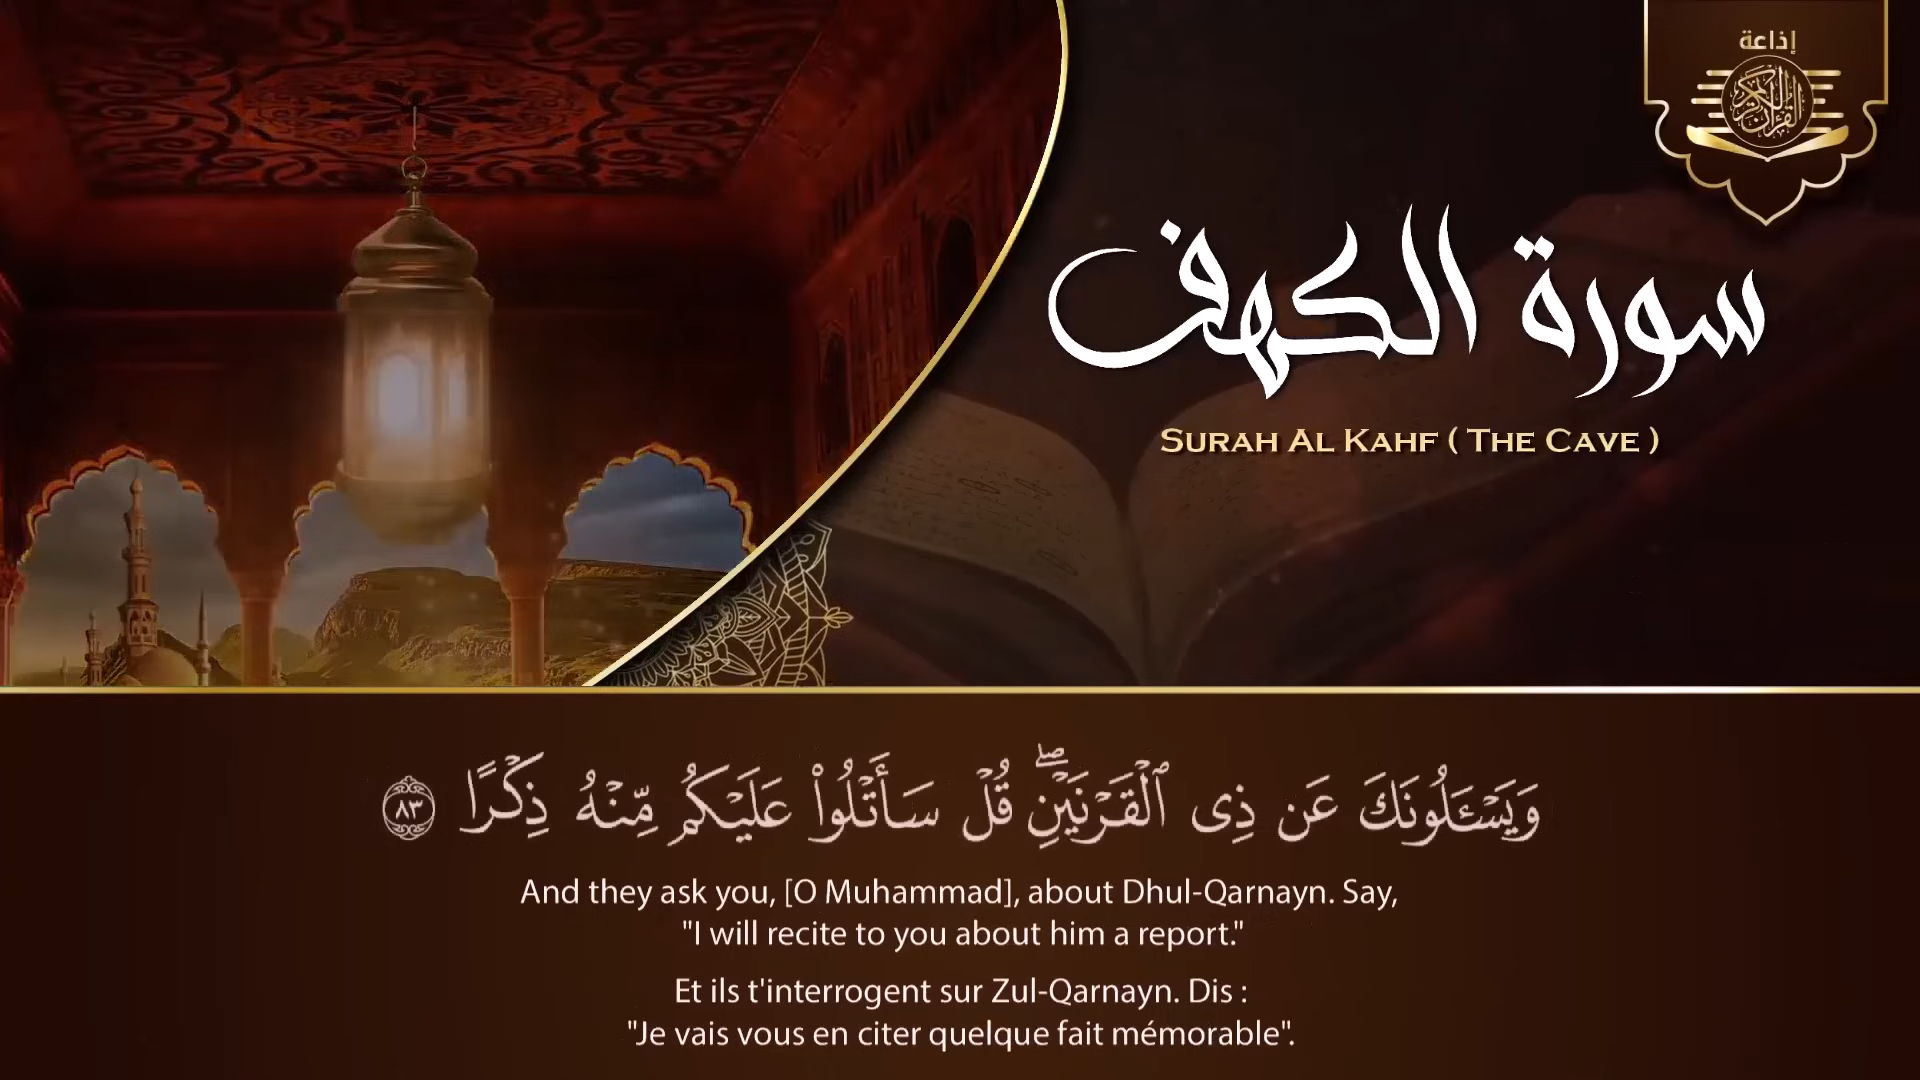 إذاعة
القرآن الكريم
سورة الكهف
SURAH AL KAHF ( THE CAVE )
وَيَسْـَٔلُونَكَ عَن ذِى ٱلْقَرْنَيْنِ ۖ قُلْ سَأَتْلُوا۟ عَلَيْكُم مِّنْهُ ذِكْرًا ٨٣
And they ask you, [O Muhammad], about Dhul-Qarnayn. Say,
"I will recite to you about him a report."
Et ils t'interrogent sur Zul-Qarnayn. Dis :
"Je vais vous en citer quelque fait mémorable".